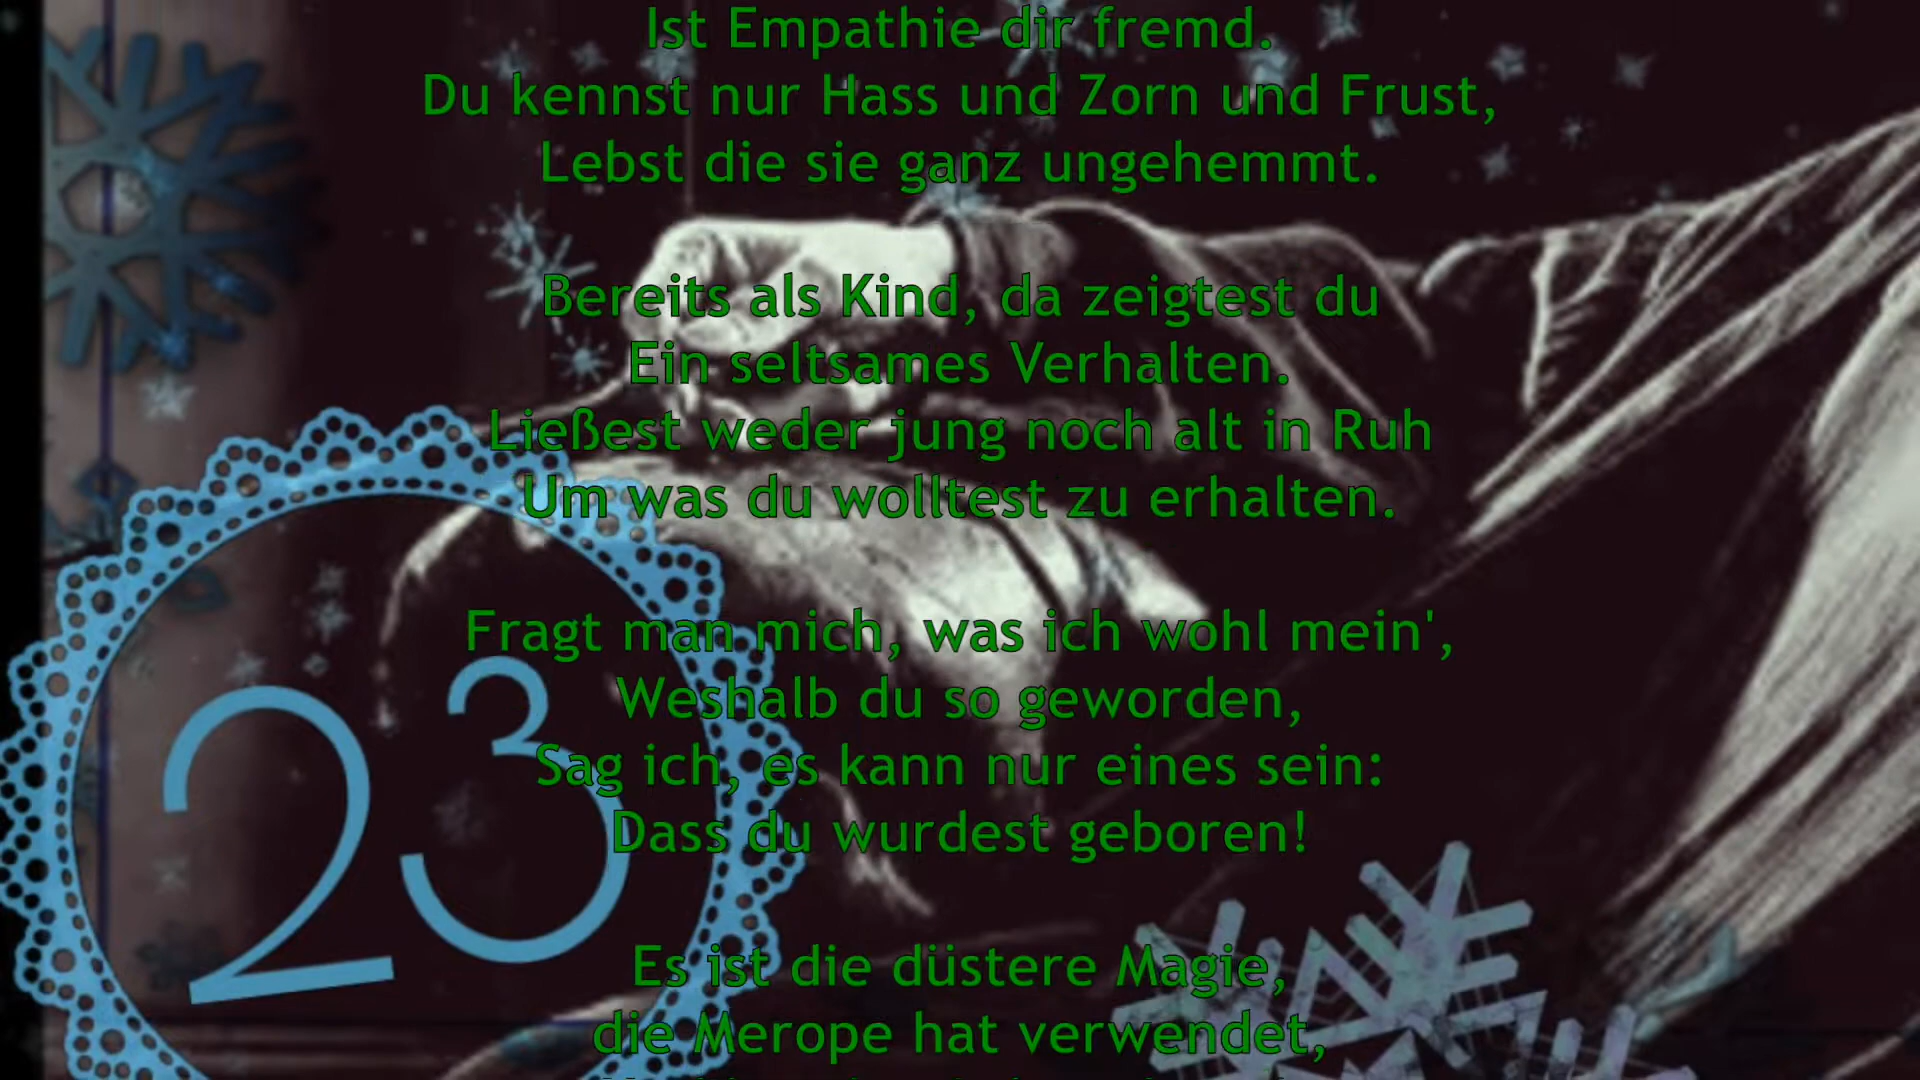 Ist Empathie dir fremd.
Du kennst nur Hass und Zorn und Frust,
Lebst die sie ganz ungehemmt.
Bereits als Kind, da zeigtest du
Ein seltsames Verhalten.
Ließest weder jung noch alt in Ruh
Um was du wolltest zu erhalten.
Fragt man mich, was ich wohl mein',
Weshalb du so geworden,
Sag ich, es kann nur eines sein:
Dass du wurdest geboren!
Es ist die düstere Magie,
die Merope hat verwendet,
23